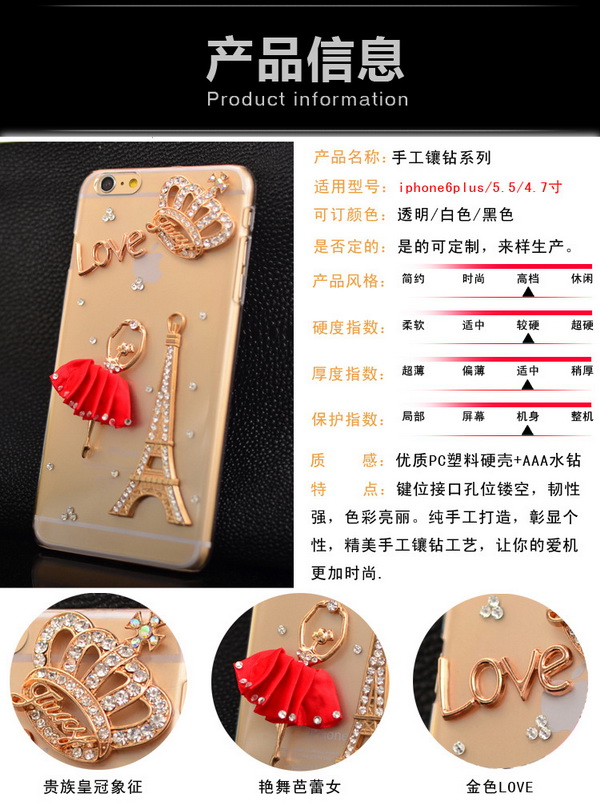 产品信息
Product information
产品名称: 手工镶钻系列
适用型号: iphone6plus/5.5/4.7寸
可订颜色: 透明/白色/黑色
是否定的: 是的可定制，来样生产。
产品风格: 简约 时尚 高档 休闲
硬度指数: 柔软 适中 较硬 超硬
厚度指数: 超薄 偏薄 适中 稍厚
保护指数: 局部 屏幕 机身 整机
质 感: 优质PC塑料硬壳+AAA水钻
特 点: 键位接口孔位镂空，韧性
强，色彩亮丽。纯手工打造，彰显个
性，精美手工镶钻工艺，让你的爱机
更加时尚.
Love
Love
贵族皇冠象征
艳舞芭蕾女
金色LOVE